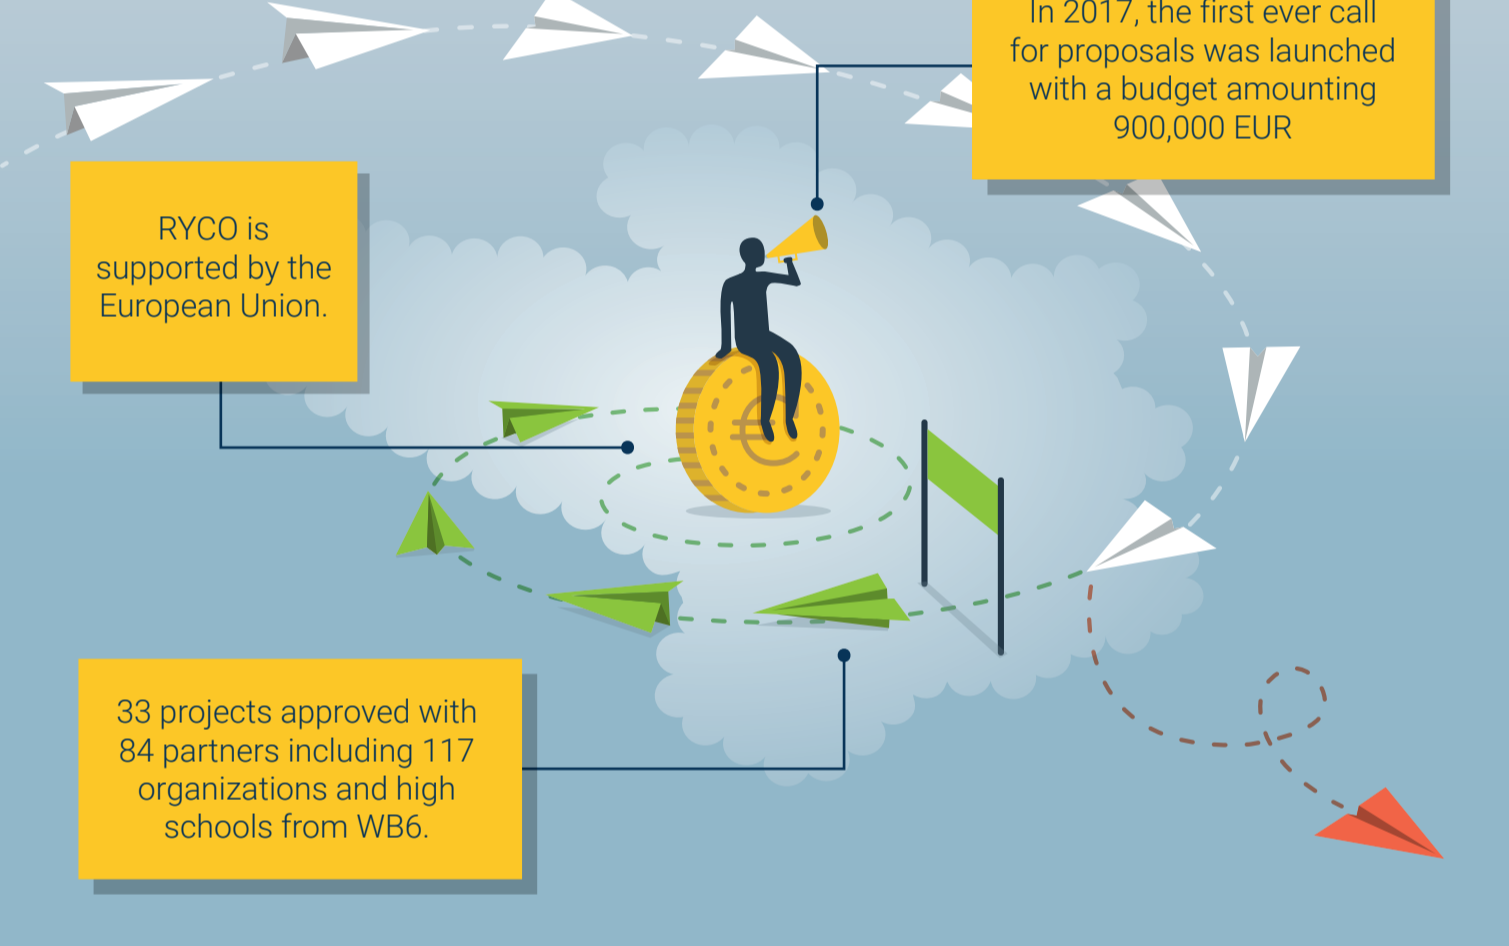 In 2017, the first ever call
for proposals was launched
with a budget amounting
900,000 EUR
RYCO is
supported by the
European Union.
€
33 projects approved with
84 partners including 117
organizations and high
schools from WB6.